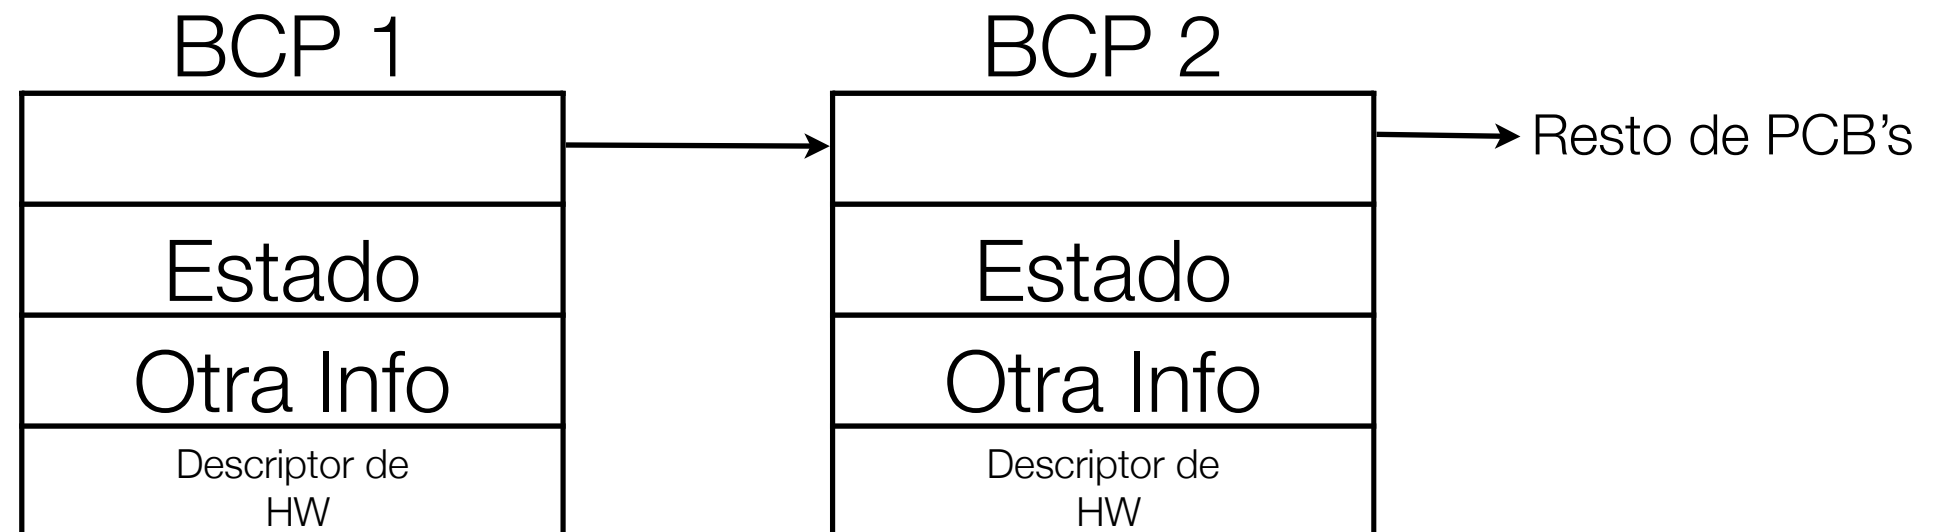 BCP 1
BCP 2
Resto de PCB's
Estado
Estado
Otra Info
Otra Info
Descriptor de
HW
Descriptor de
HW